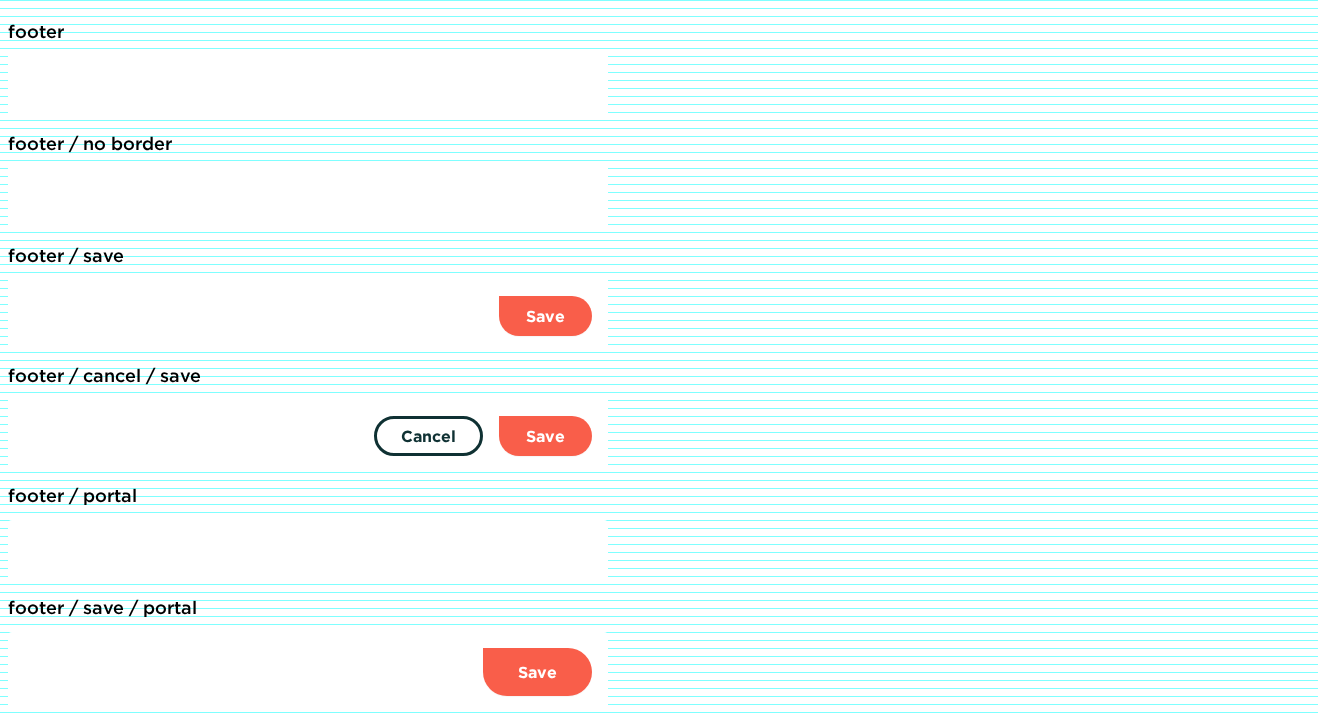 footer
footer / no border
footer / save
Save
footer / cancel / save
Cancel Save
footer / portal
footer / save / portal
Save